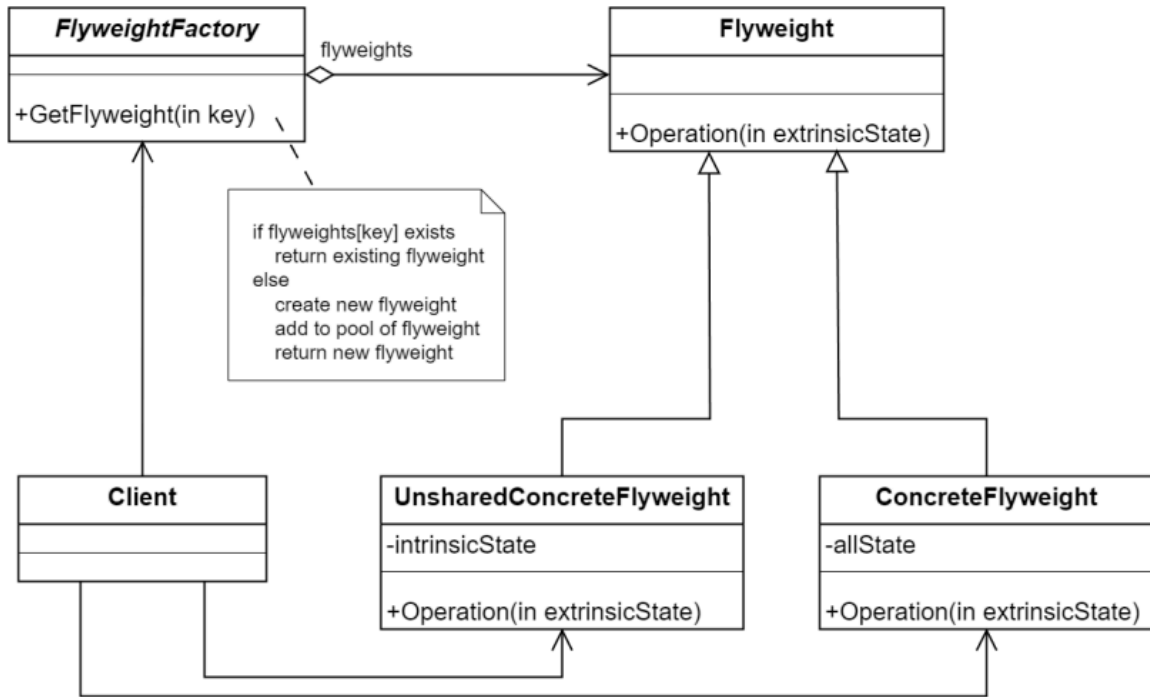 FlyweightFactory
+GetFlyweight(in key)
flyweights
Flyweight
+Operation(in extrinsicState)
if flyweights[key] exists
return existing flyweight
else
create new flyweight
add to pool of flyweight
return new flyweight
Client
UnsharedConcreteFlyweight
-intrinsicState
+Operation(in extrinsicState)
ConcreteFlyweight
-allState
+Operation(in extrinsicState)